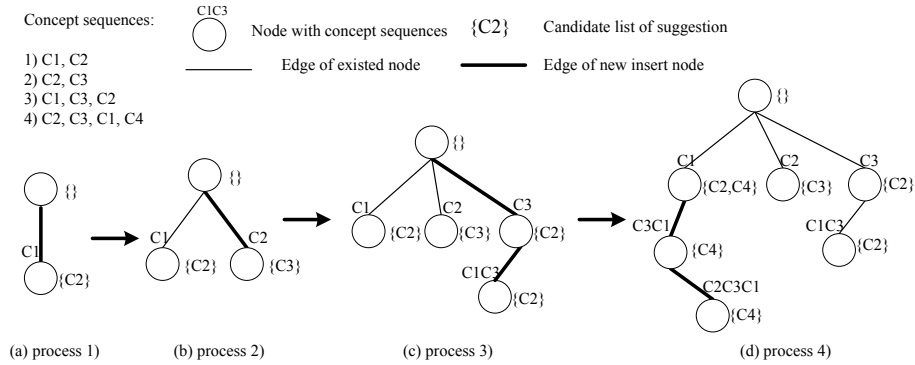 Concept sequences:
1) C1, C2
2) C2, C3
3) C1, C3, C2
4) C2, C3, C1, C4
C1C3
Node with concept sequences
{C2}
Candidate list of suggestion
Edge of existed node
Edge of new insert node
{}
C1
{C2}
(a) process 1)
{}
C1
C2
{C2}
{C3}
(b) process 2)
{}
C1
C2
C3
{C2}
{C3}
{C2}
C1C3
{C2}
(c) process 3)
{}
C1
C2
C3
{C2,C4}
{C3}
{C2}
C3C1
C1C3
{C4}
{C2}
C2C3C1
{C4}
(d) process 4)